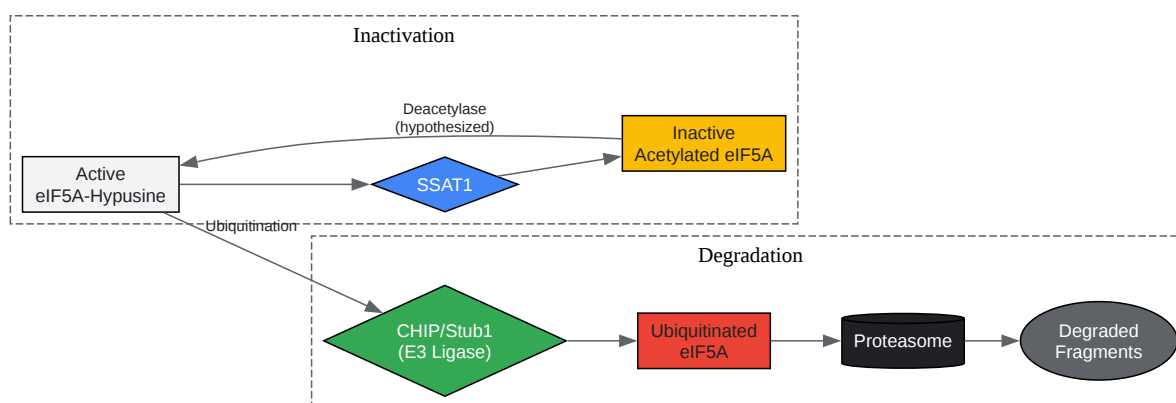 Inactivation
Deacetylase
(hypothesized)
Inactive
Acetylated eIF5A
Active
eIF5A-Hypusine
SSAT1
Ubiquitination
Degradation
CHIP/Stub1
(E3 Ligase)
Ubiquitinated
eIF5A
Proteasome
Degraded
Fragments